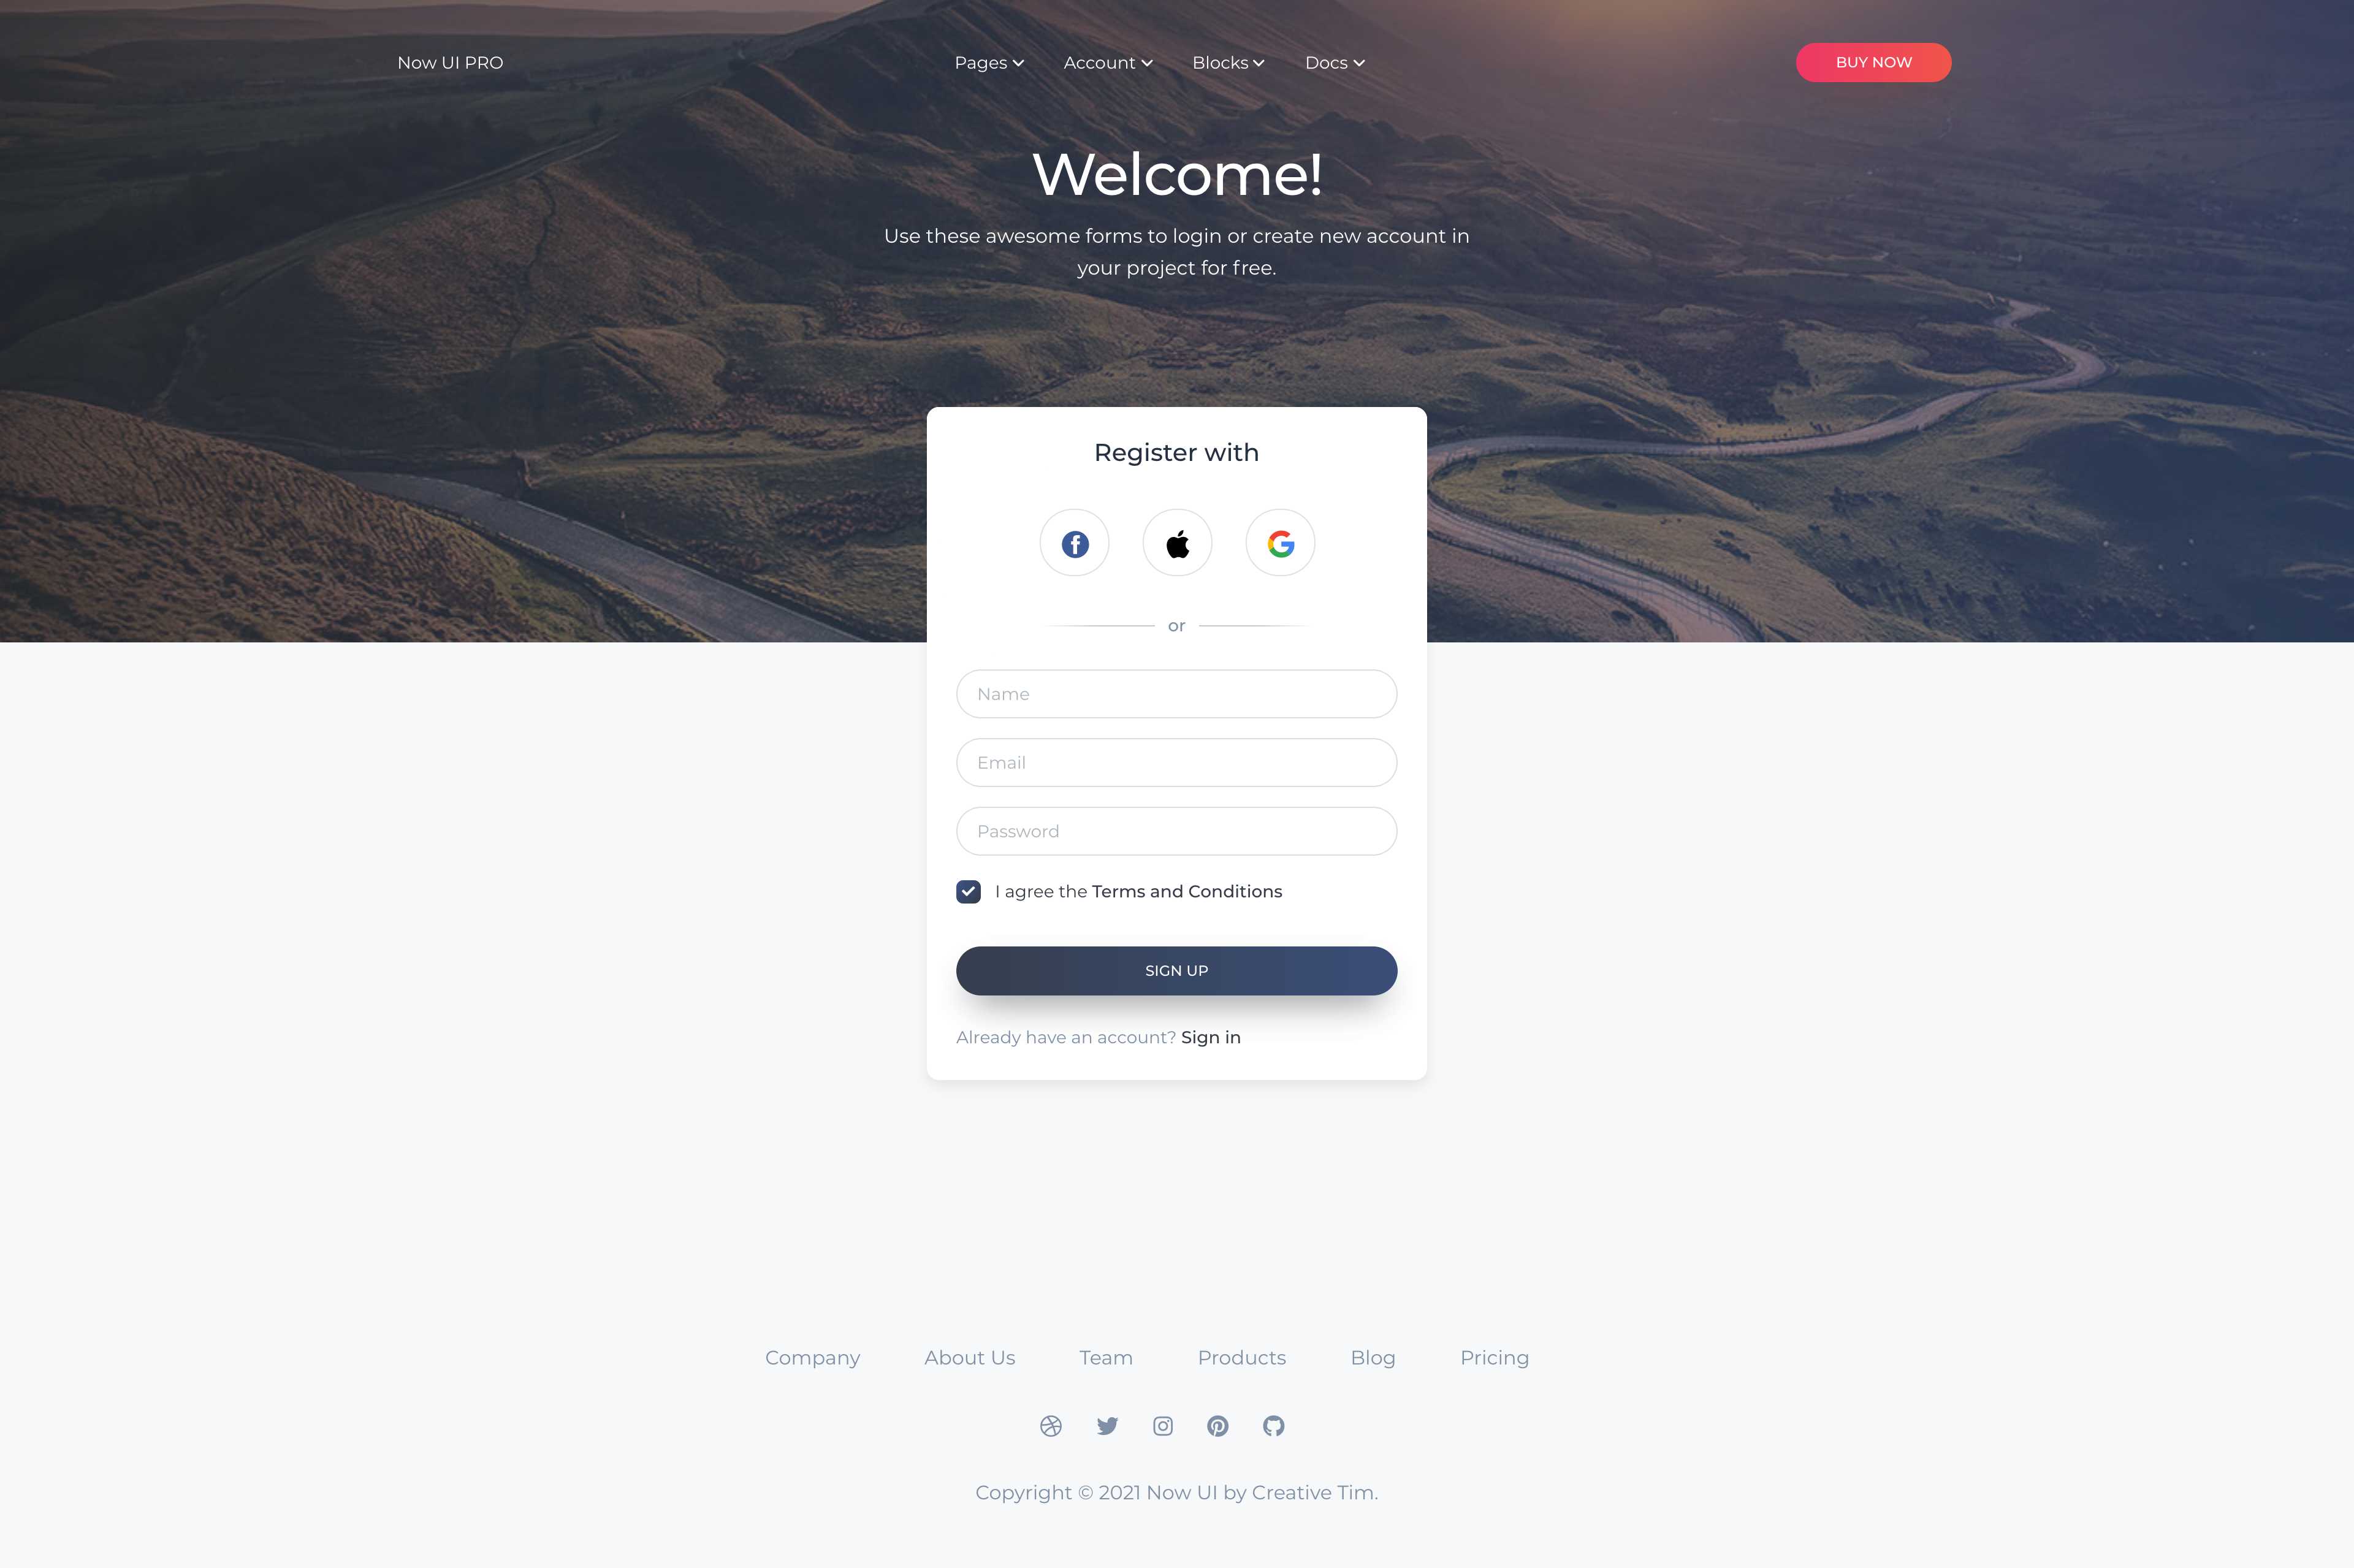 Now UI PRO
Pages
Account
Blocks
Docs
BUY NOW
Welcome!
Use these awesome forms to login or create new account in
your project for free.
Register with
or
Name
Email
Password
I agree the Terms and Conditions
SIGN UP
Already have an account? Sign in
Company
About Us
Team
Products
Blog
Pricing
Copyright © 2021 Now UI by Creative Tim.